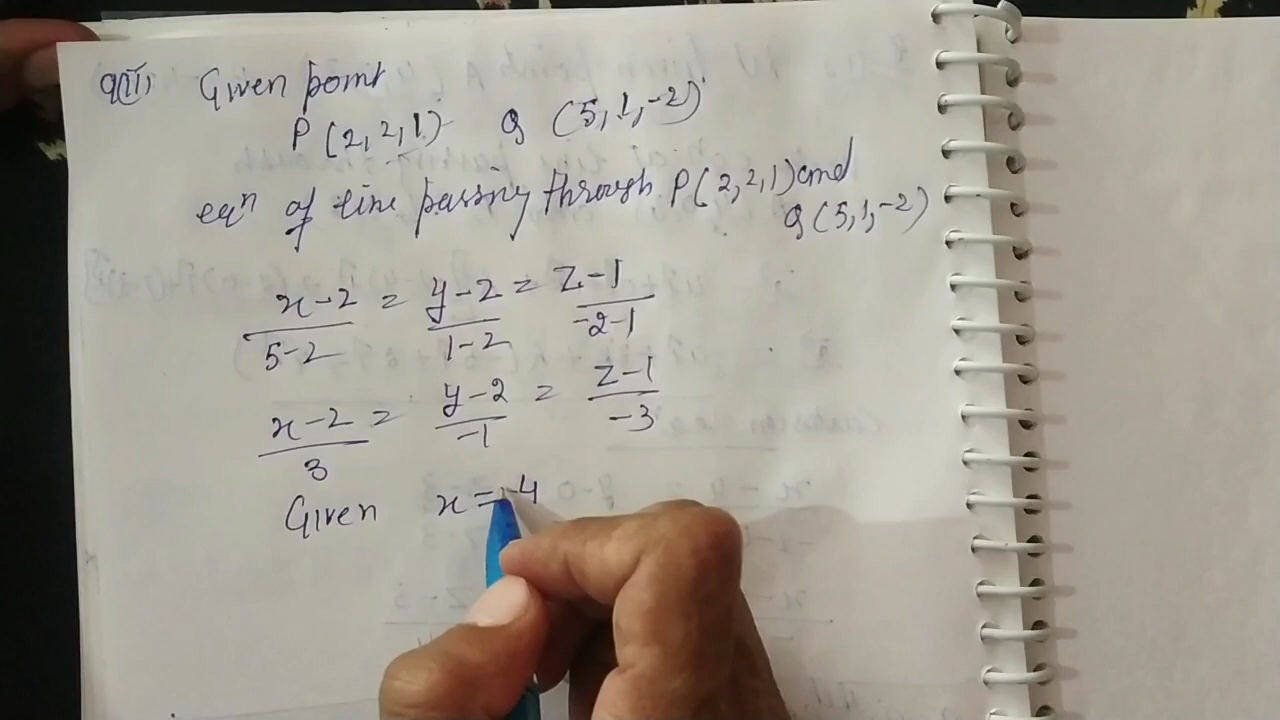 Q(ii) Given point
P(2,2,1) Q (5,1,-2)
eqn of line passing through P(2,2,1) and
Q(5,1,-2)
x-2 = y-2 = z-1
5-2 1-2 -2-1
x-2 = y-2 = z-1
3 -1 -3
Given x = 4